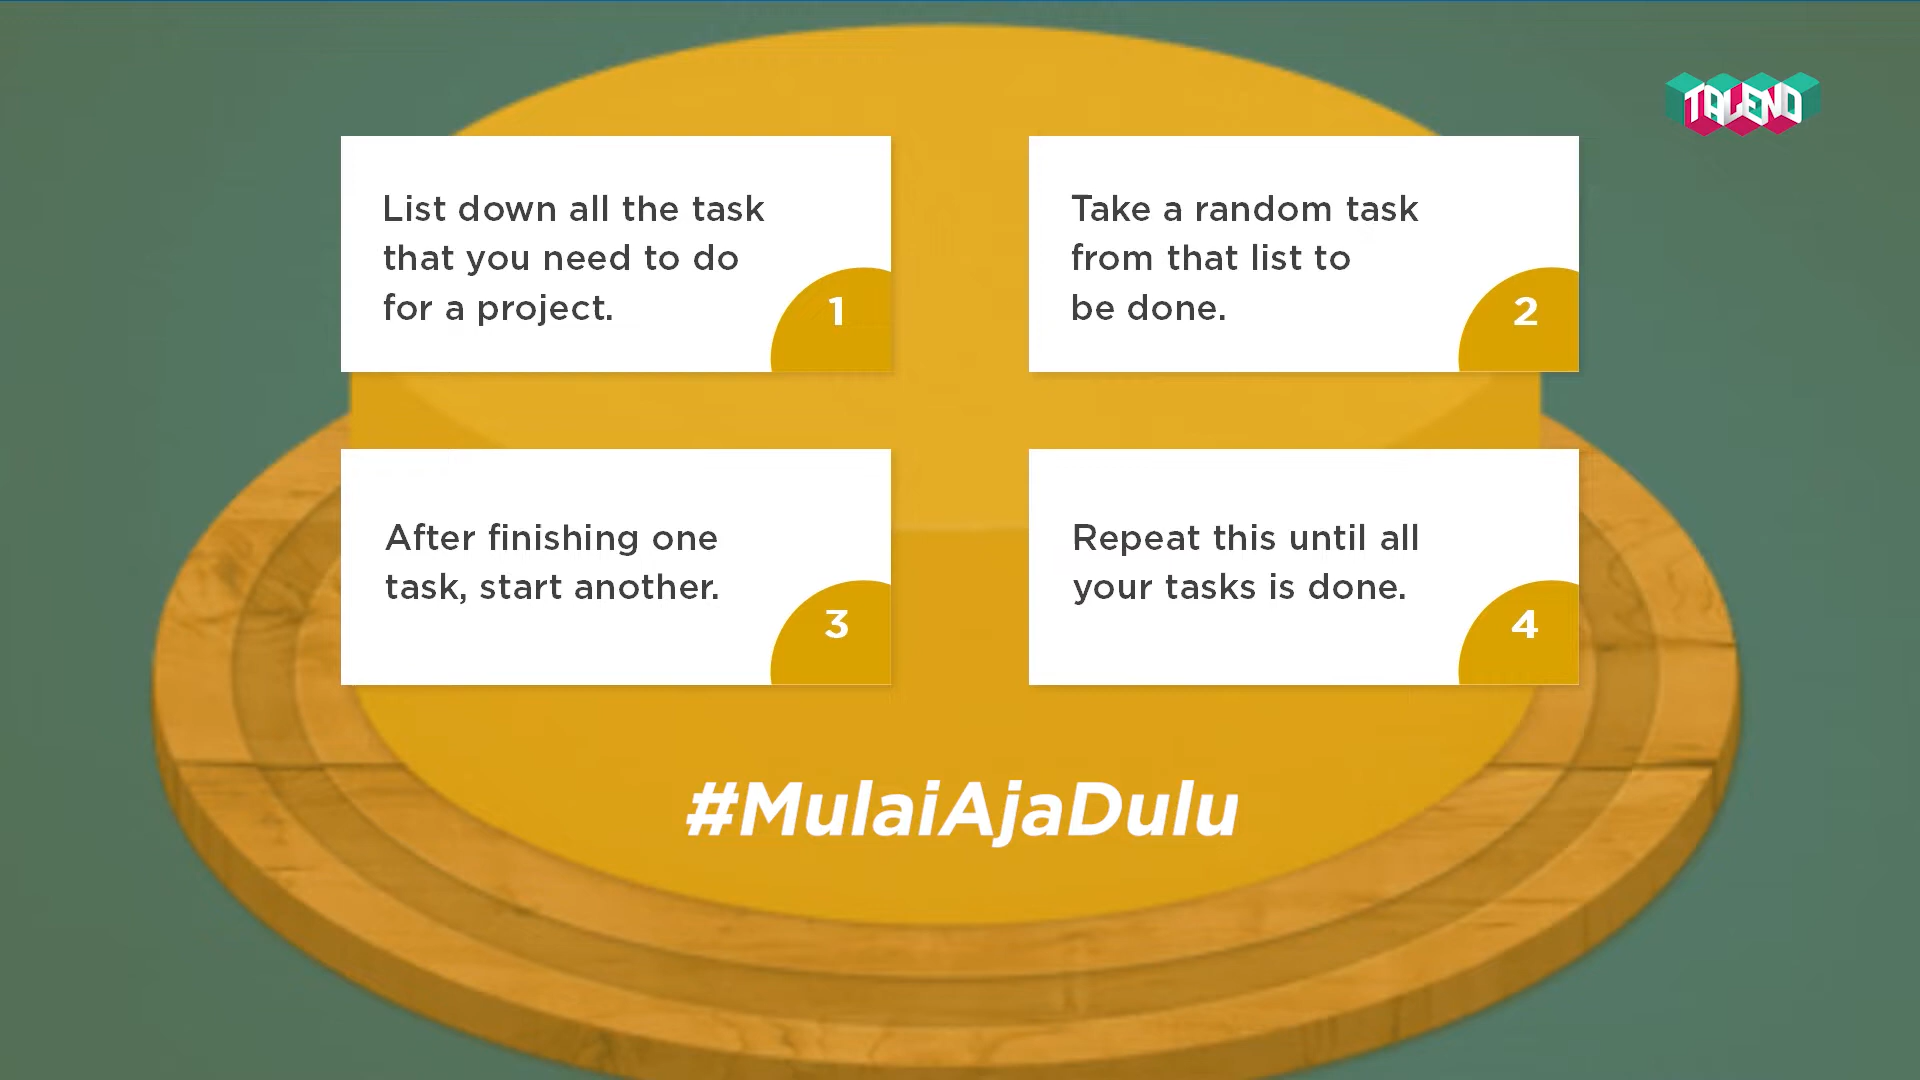 TALEND
List down all the task
that you need to do
for a project.
1
Take a random task
from that list to
be done.
2
After finishing one
task, start another.
3
Repeat this until all
your tasks is done.
4
#MulaiAjaDulu